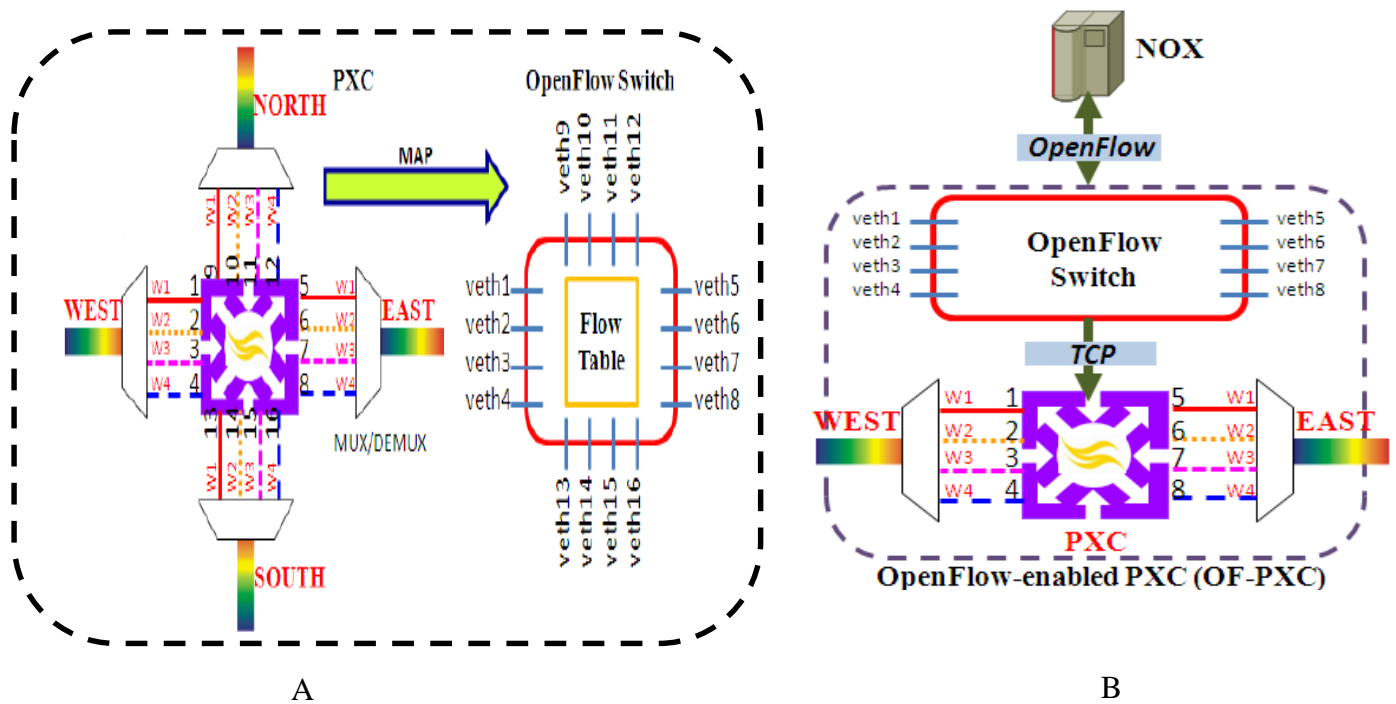 PXC
OpenFlow Switch
NORTH
MAP
veth9
veth10
veth11
veth12
W1
W2
W3
W4
9
10
11
12
WEST
W1
W2
W3
W4
1
2
3
4
5
6
7
8
W1
W2
W3
W4
EAST
13
14
15
16
W1
W2
W3
W4
MUX/DEMUX
SOUTH
veth1
veth2
veth3
veth4
Flow
Table
veth5
veth6
veth7
veth8
veth13
veth14
veth15
veth16
A
NOX
OpenFlow
veth1
veth2
veth3
veth4
OpenFlow
Switch
veth5
veth6
veth7
veth8
TCP
WEST
W1
W2
W3
W4
1
2
3
4
5
6
7
8
W1
W2
W3
W4
EAST
PXC
OpenFlow-enabled PXC (OF-PXC)
B